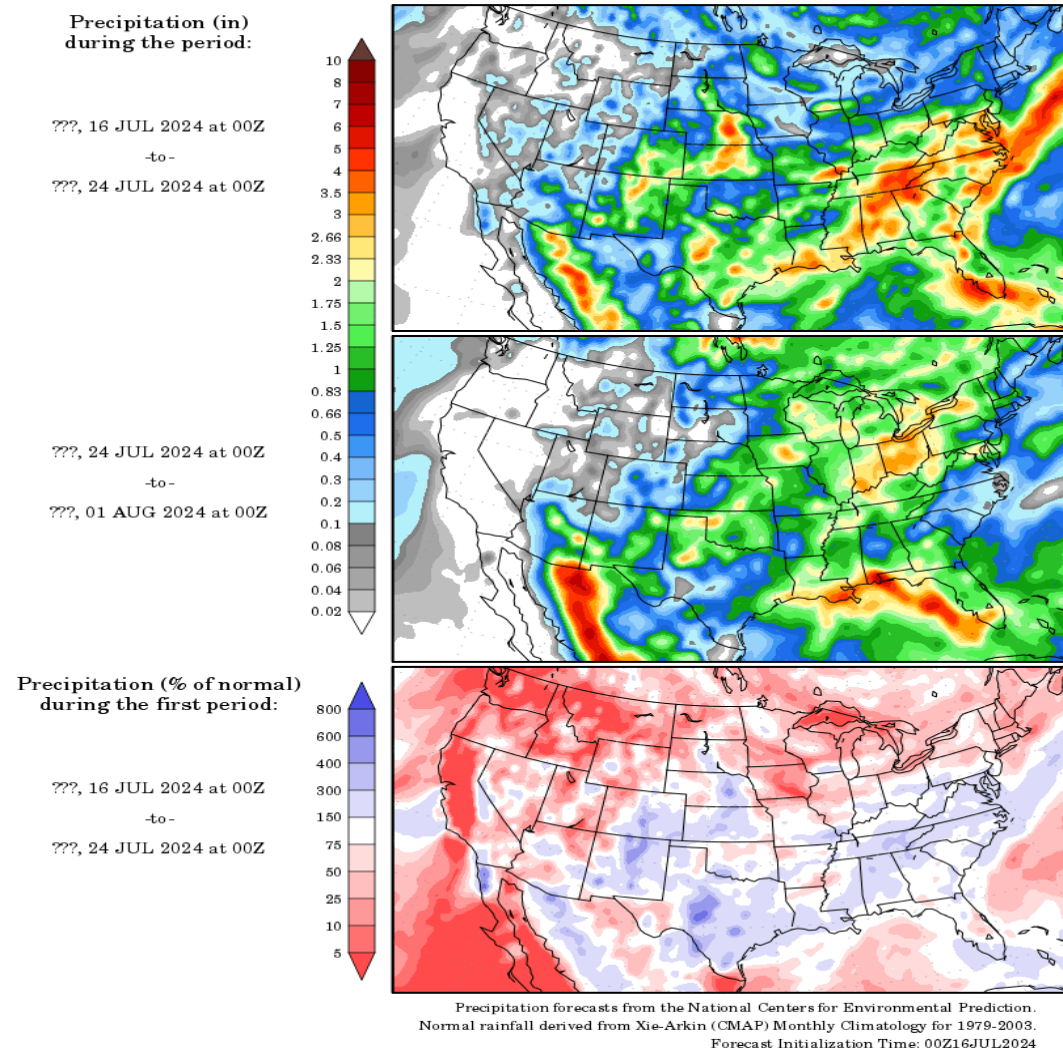 Precipitation (in)
during the period:
???, 16 JUL 2024 at 00Z
-to-
???, 24 JUL 2024 at 00Z
???, 24 JUL 2024 at 00Z
-to-
???, 01 AUG 2024 at 00Z
10
8
7
6
5
4
3.5
3
2.66
2.33
2
1.75
1.5
1.25
1
0.83
0.66
0.5
0.4
0.3
0.2
0.1
0.08
0.06
0.04
0.02
Precipitation (% of normal)
during the first period:
???, 16 JUL 2024 at 00Z
-to-
???, 24 JUL 2024 at 00Z
800
600
400
300
150
75
50
25
10
5
Precipitation forecasts from the National Centers for Environmental Prediction.
Normal rainfall derived from Xie-Arkin (CMAP) Monthly Climatology for 1979-2003.
Forecast Initialization Time: 00Z16JUL2024